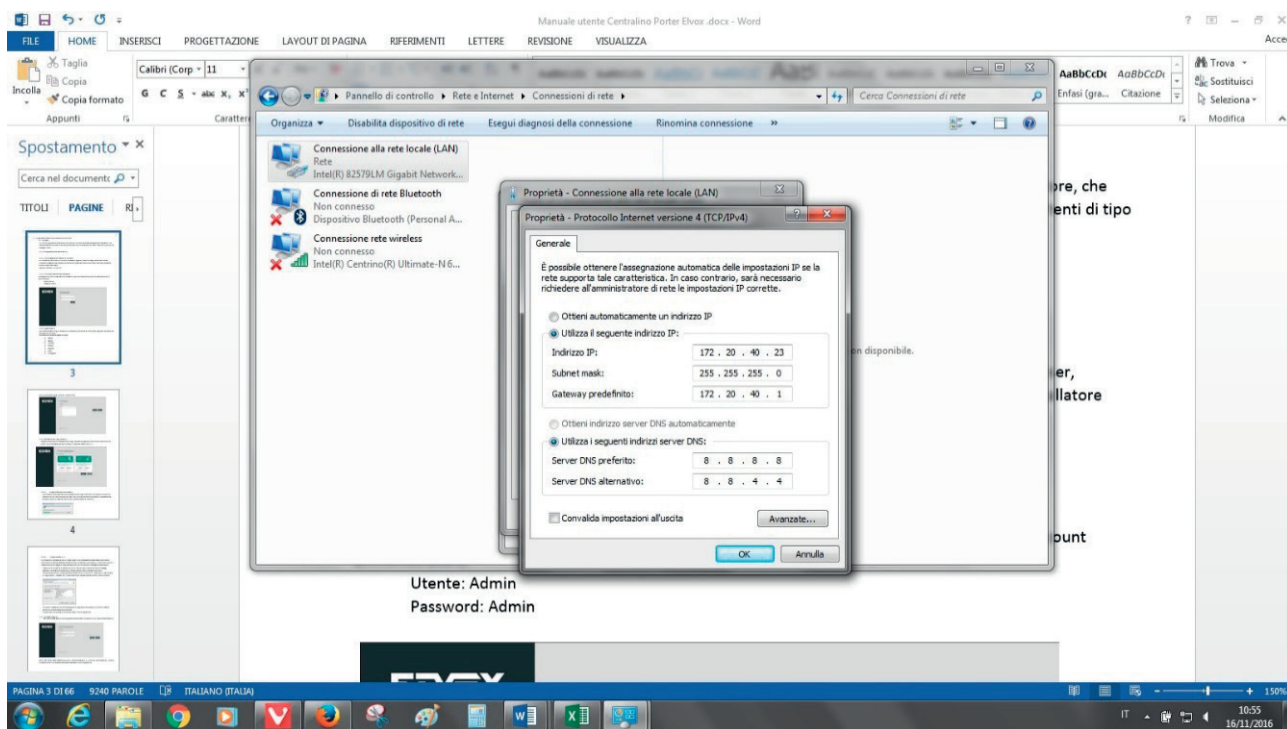 Manuale utente Centralino Porter Elvox .docx - Word
FILE HOME INSERISCI PROGETTAZIONE LAYOUT DI PAGINA RIFERIMENTI LETTERE REVISIONE VISUALIZZA
Acce
Incolla
Taglia
Copia
Copia formato
Appunti
Calibri (Corp 11
G C S abc x, x
Caratter
AaBbCcDc AaBbCcDc
Enfasi (gra... Citazione
Trova
Sostituisci
Seleziona
Modifica
Spostamento
Cerca nel documento
TITOLI PAGINE RI
3
4
Pannello di controllo Rete e Internet Connessioni di rete
Cerca Connessioni di rete
Organizza Disabilita dispositivo di rete Esegui diagnosi della connessione Rinomina connessione »
Connessione alla rete locale (LAN)
Rete
Intel(R) 82579LM Gigabit Network...
Connessione di rete Bluetooth
Non connesso
Dispositivo Bluetooth (Personal A...
Connessione rete wireless
Non connesso
Intel(R) Centrino(R) Ultimate-N 6...
Proprietà - Connessione alla rete locale (LAN)
Proprietà - Protocollo Internet versione 4 (TCP/IPv4)
Generale
È possibile ottenere l'assegnazione automatica delle impostazioni IP se la
rete supporta tale caratteristica. In caso contrario, sarà necessario
richiedere all'amministratore di rete le impostazioni IP corrette.
Ottieni automaticamente un indirizzo IP
Utilizza il seguente indirizzo IP:
Indirizzo IP: 172 . 20 . 40 . 23
Subnet mask: 255 . 255 . 255 . 0
Gateway predefinito: 172 . 20 . 40 . 1
Ottieni indirizzo server DNS automaticamente
Utilizza i seguenti indirizzi server DNS:
Server DNS preferito: 8 . 8 . 8 . 8
Server DNS alternativo: 8 . 8 . 4 . 4
Convalida impostazioni all'uscita
Avanzate...
OK Annulla
on disponibile.
ore, che
enti di tipo
er,
llatore
ount
Utente: Admin
Password: Admin
PAGINA 3 DI 66 9240 PAROLE ITALIANO (ITALIA)
150%
IT
10:55
16/11/2016